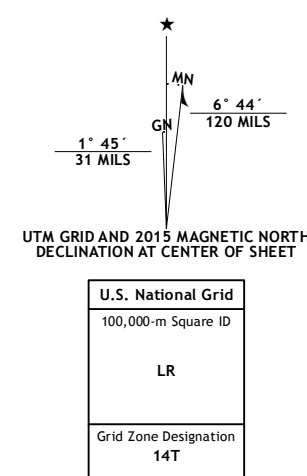 ★
MN
GN
6° 44´
120 MILS
1° 45´
31 MILS
UTM GRID AND 2015 MAGNETIC NORTH
DECLINATION AT CENTER OF SHEET
U.S. National Grid
100,000-m Square ID
LR
Grid Zone Designation
14T